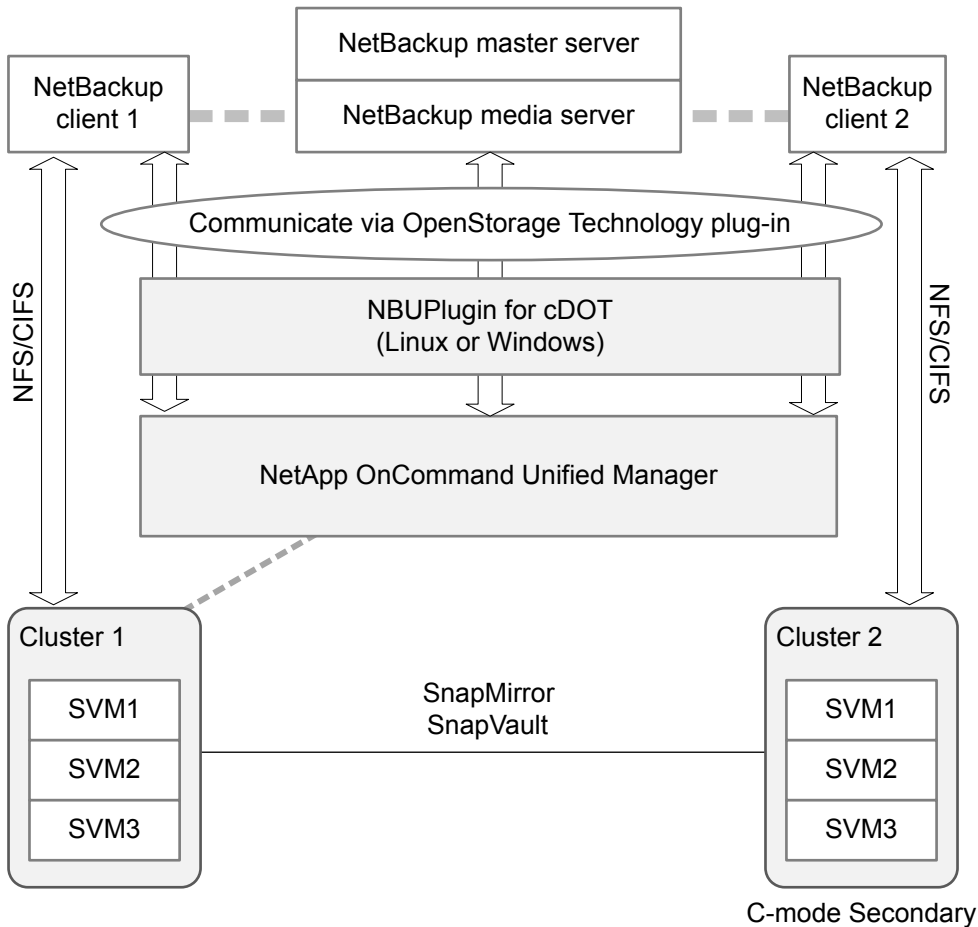 NetBackup master server
NetBackup
client 1
NetBackup media server
NetBackup
client 2
Communicate via OpenStorage Technology plug-in
NFS/CIFS
NBUPlugin for cDOT
(Linux or Windows)
NFS/CIFS
NetApp OnCommand Unified Manager
Cluster 1
SVM1
SVM2
SVM3
SnapMirror
SnapVault
Cluster 2
SVM1
SVM2
SVM3
C-mode Secondary